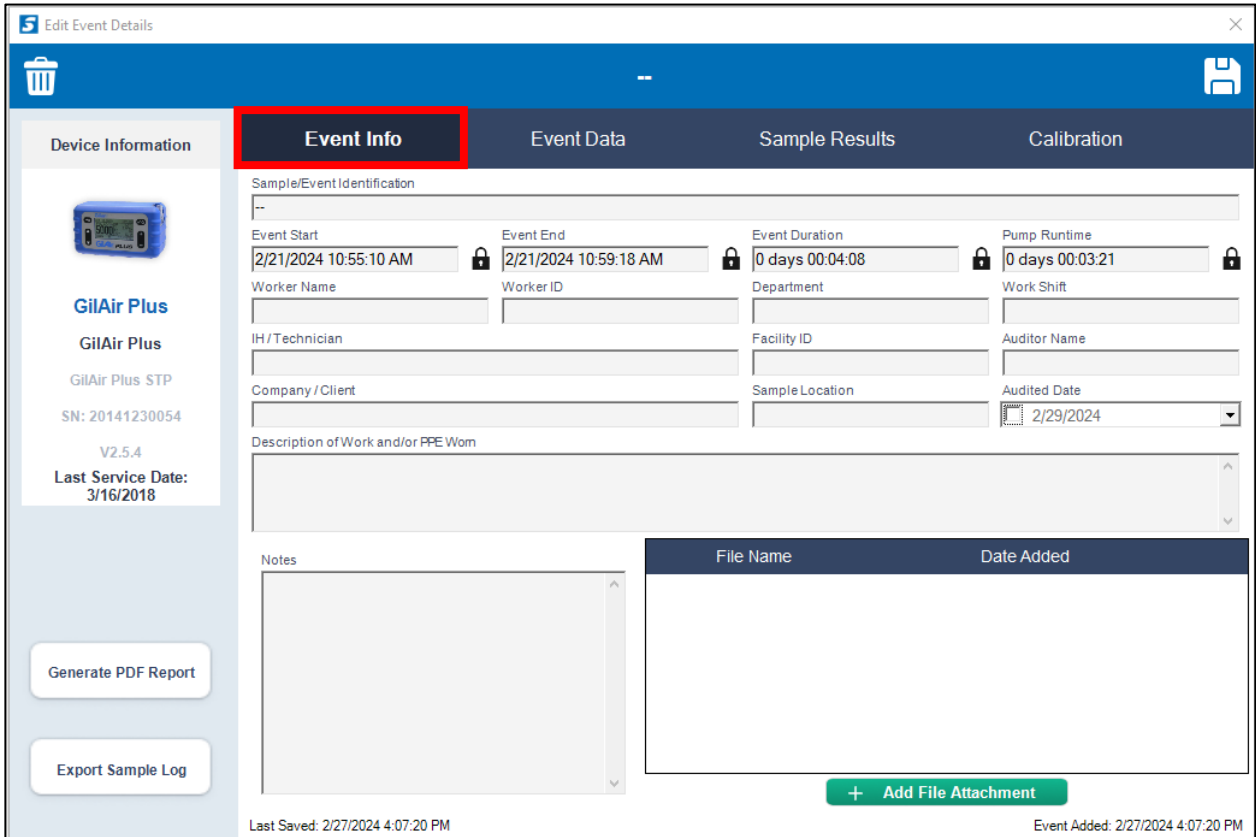 Edit Event Details
--
Device Information
Event Info
Event Data
Sample Results
Calibration
Sample/Event Identification
--
Event Start
Event End
Event Duration
Pump Runtime
2/21/2024 10:55:10 AM
2/21/2024 10:59:18 AM
0 days 00:04:08
0 days 00:03:21
Worker Name
Worker ID
Department
Work Shift
IH / Technician
Facility ID
Auditor Name
Company / Client
Sample Location
Audited Date
2/29/2024
Description of Work and/or PPE Worn
GilAir Plus
GilAir Plus
GilAir Plus STP
SN: 20141230054
V2.5.4
Last Service Date:
3/16/2018
Notes
File Name
Date Added
Generate PDF Report
Export Sample Log
+ Add File Attachment
Last Saved: 2/27/2024 4:07:20 PM
Event Added: 2/27/2024 4:07:20 PM